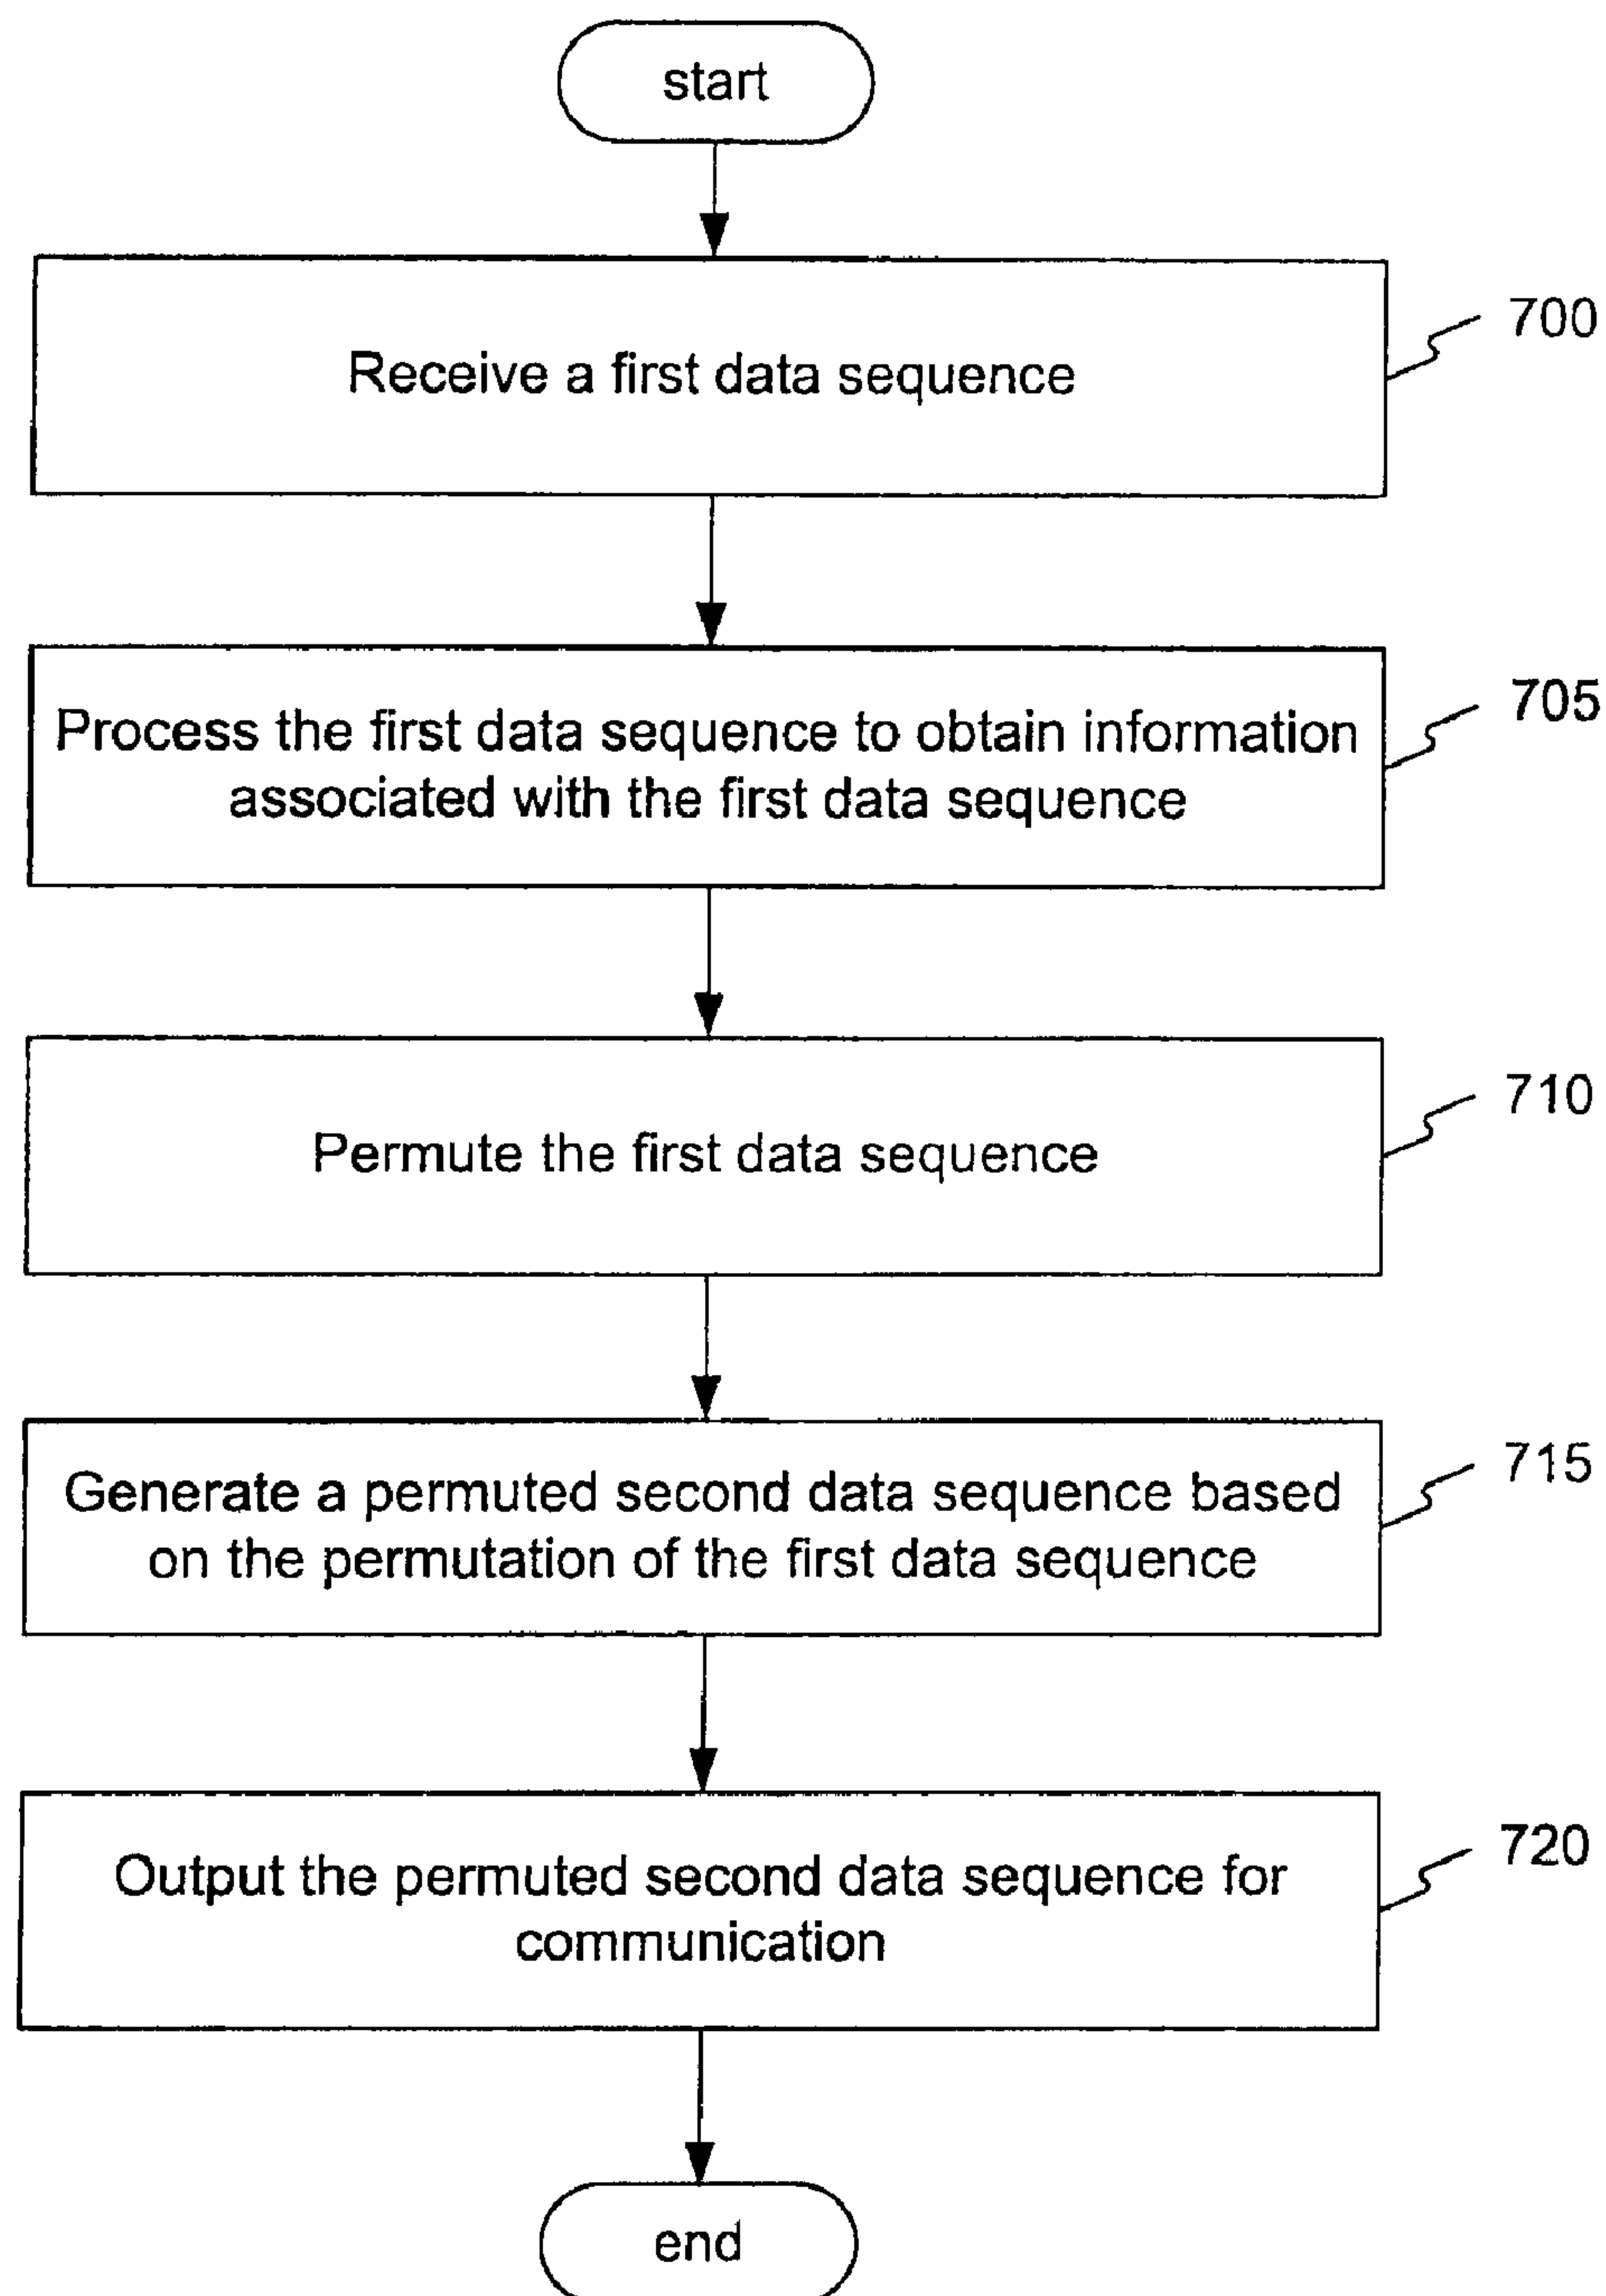 start
Receive a first data sequence
700
Process the first data sequence to obtain information
associated with the first data sequence
705
Permute the first data sequence
710
Generate a permuted second data sequence based
on the permutation of the first data sequence
715
Output the permuted second data sequence for
communication
720
end